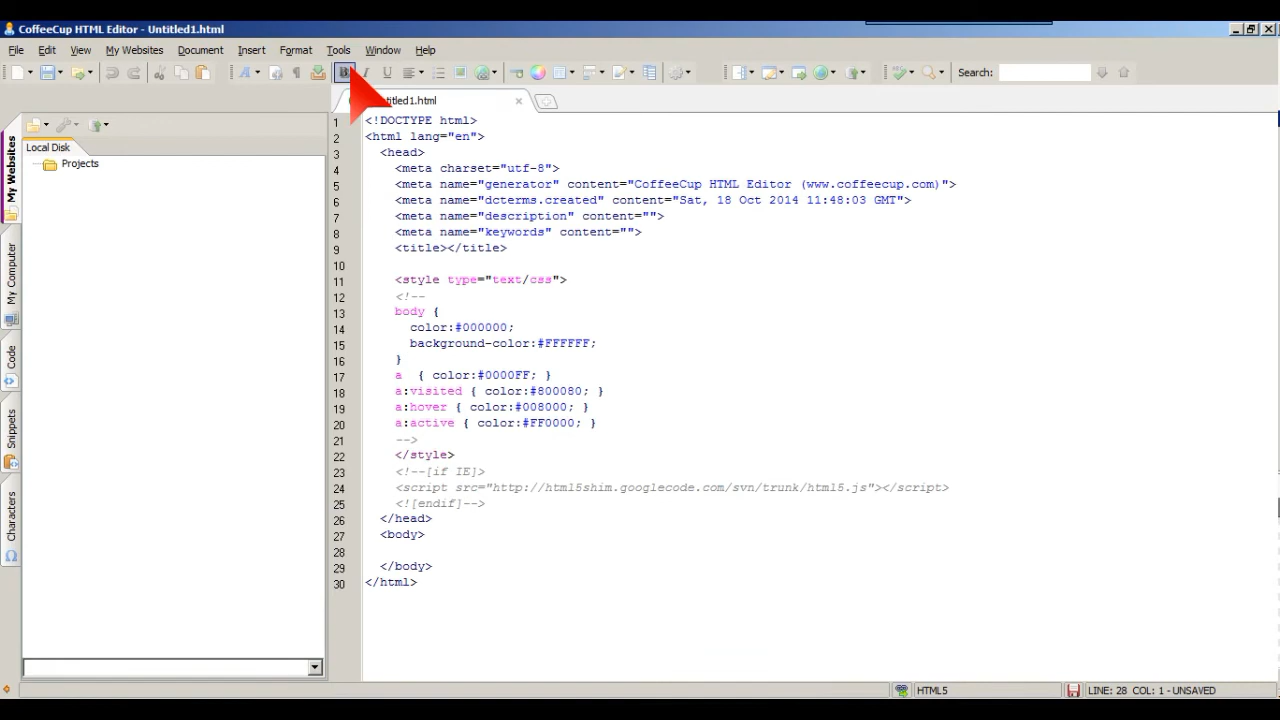 CoffeeCup HTML Editor - Untitled1.html
File Edit View My Websites Document Insert Format Tools Window Help
Search:
Local Disk
Projects
My Websites
My Computer
Code
Snippets
Characters
1 <!DOCTYPE html>
2 <html lang="en">
3 <head>
4 <meta charset="utf-8">
5 <meta name="generator" content="CoffeeCup HTML Editor (www.coffeecup.com)">
6 <meta name="dcterms.created" content="Sat, 18 Oct 2014 11:48:03 GMT">
7 <meta name="description" content="">
8 <meta name="keywords" content="">
9 <title></title>
10
11 <style type="text/css">
12 <!--
13 body {
14 color:#000000;
15 background-color:#FFFFFF;
16 }
17 a  { color:#0000FF; }
18 a:visited { color:#800080; }
19 a:hover { color:#008000; }
20 a:active { color:#FF0000; }
21 -->
22 </style>
23 <!--[if IE]>
24 <script src="http://html5shim.googlecode.com/svn/trunk/html5.js"></script>
25 <![endif]-->
26 </head>
27 <body>
28
29 </body>
30 </html>
HTML5
LINE: 28 COL: 1 - UNSAVED